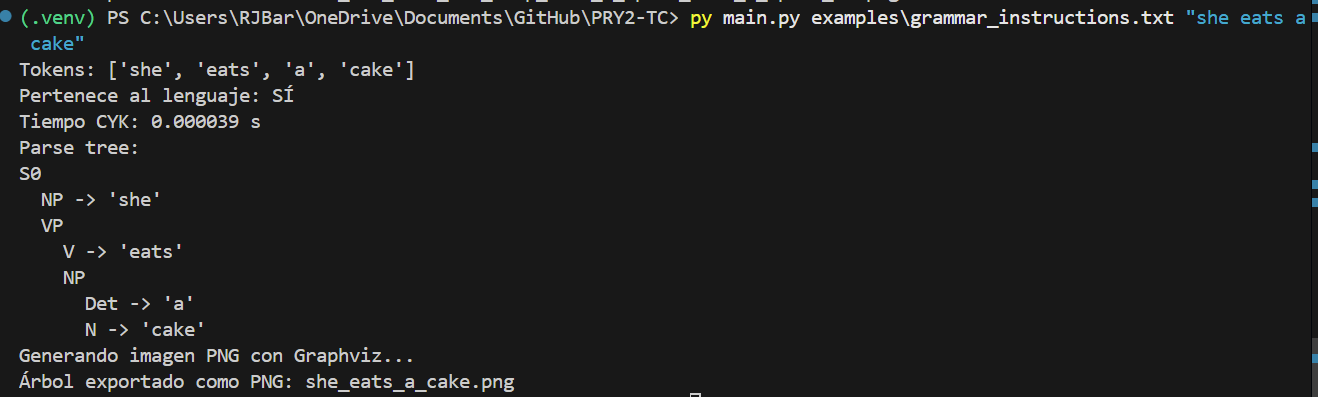 (.venv) PS C:\Users\RJBar\OneDrive\Documents\GitHub\PRY2-TC> py main.py examples\grammar_instructions.txt "she eats a
cake"
Tokens: ['she', 'eats', 'a', 'cake']
Pertenece al lenguaje: SÍ
Tiempo CYK: 0.000039 s
Parse tree:
S0
  NP -> 'she'
  VP
    V -> 'eats'
    NP
      Det -> 'a'
      N -> 'cake'
Generando imagen PNG con Graphviz...
Árbol exportado como PNG: she_eats_a_cake.png